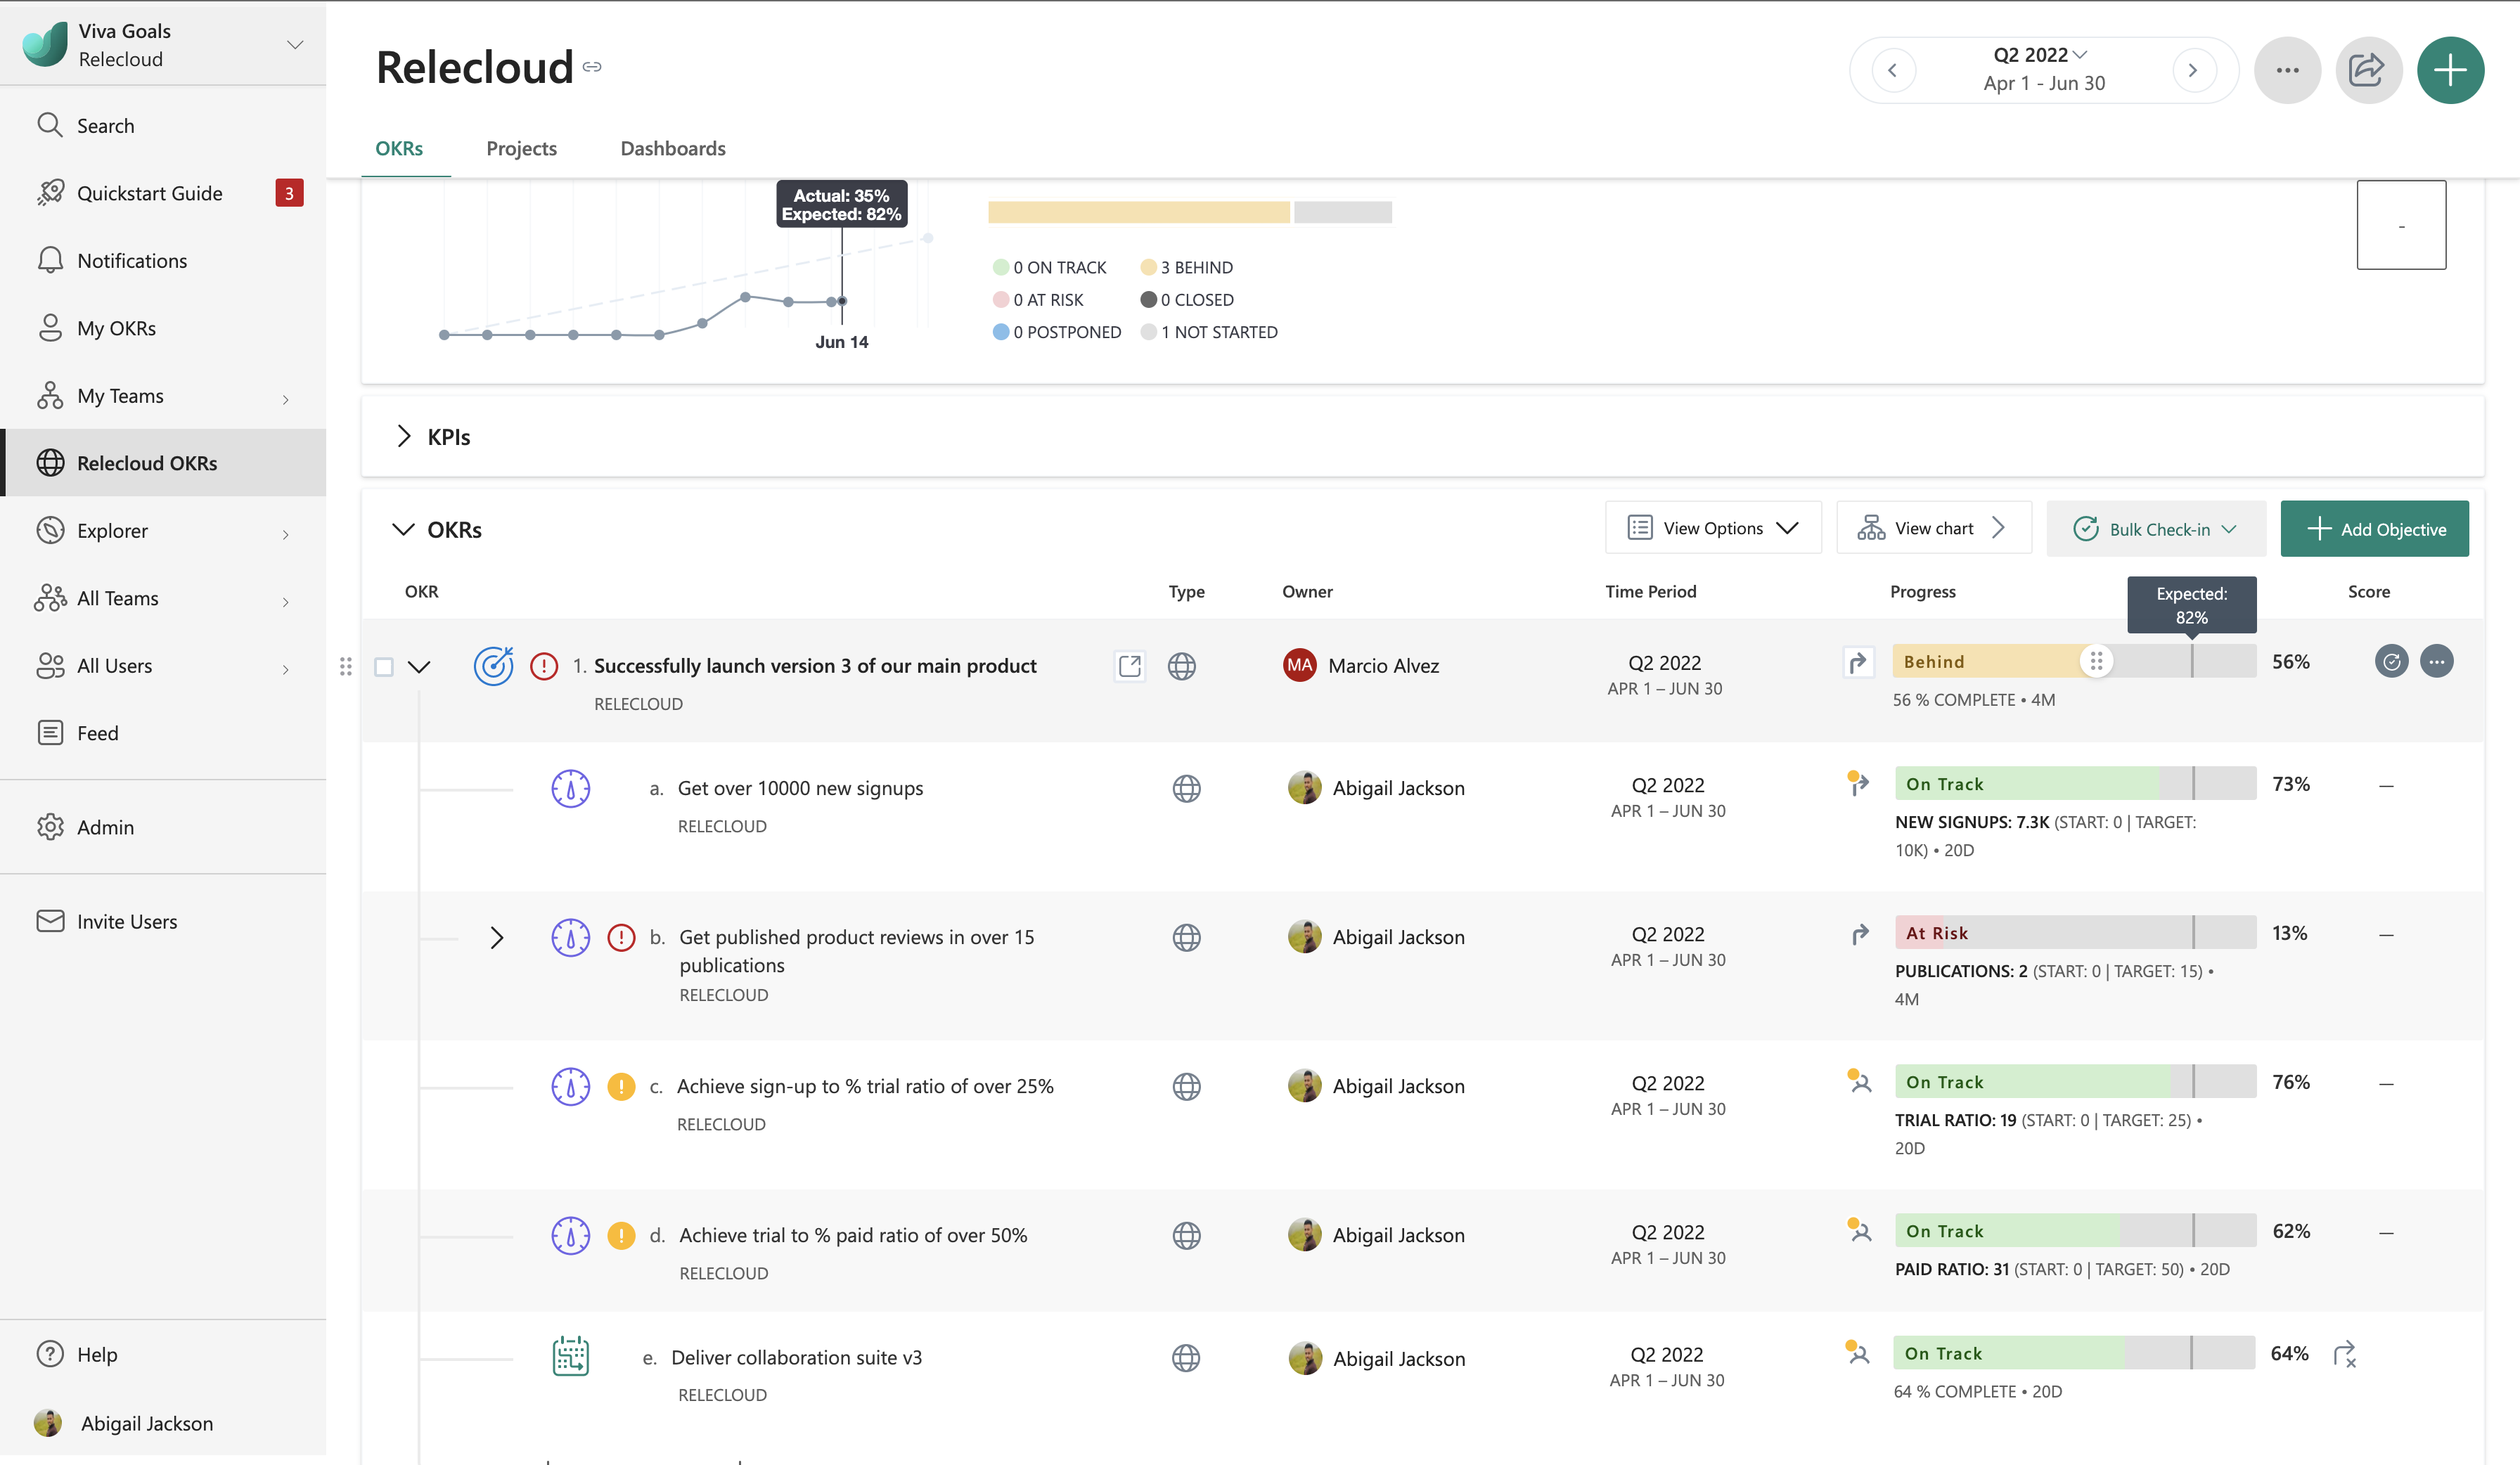 Viva Goals
Relecloud
Search
Quickstart Guide
3
Notifications
My OKRs
My Teams
Relecloud OKRs
Explorer
All Teams
All Users
Feed
Admin
Invite Users
Help
Abigail Jackson
Relecloud
Q2 2022
Apr 1 - Jun 30
OKRs
Projects
Dashboards
Actual: 35%
Expected: 82%
Jun 14
0 ON TRACK
3 BEHIND
0 AT RISK
0 CLOSED
0 POSTPONED
1 NOT STARTED
-
KPIs
OKRs
View Options
View chart
Bulk Check-in
Add Objective
OKR
Type
Owner
Time Period
Progress
Expected:
82%
Score
1. Successfully launch version 3 of our main product
RELECLOUD
MA
Marcio Alvez
Q2 2022
APR 1 – JUN 30
Behind
56%
56 % COMPLETE • 4M
a. Get over 10000 new signups
RELECLOUD
Abigail Jackson
Q2 2022
APR 1 – JUN 30
On Track
73%
—
NEW SIGNUPS: 7.3K (START: 0 | TARGET:
10K) • 20D
b. Get published product reviews in over 15
publications
RELECLOUD
Abigail Jackson
Q2 2022
APR 1 – JUN 30
At Risk
13%
—
PUBLICATIONS: 2 (START: 0 | TARGET: 15) •
4M
c. Achieve sign-up to % trial ratio of over 25%
RELECLOUD
Abigail Jackson
Q2 2022
APR 1 – JUN 30
On Track
76%
—
TRIAL RATIO: 19 (START: 0 | TARGET: 25) •
20D
d. Achieve trial to % paid ratio of over 50%
RELECLOUD
Abigail Jackson
Q2 2022
APR 1 – JUN 30
On Track
62%
—
PAID RATIO: 31 (START: 0 | TARGET: 50) • 20D
e. Deliver collaboration suite v3
RELECLOUD
Abigail Jackson
Q2 2022
APR 1 – JUN 30
On Track
64%
64 % COMPLETE • 20D